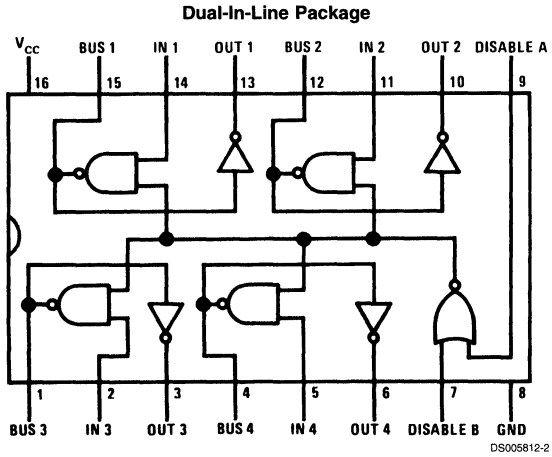 Dual-In-Line Package
VCC BUS 1 IN 1 OUT 1 BUS 2 IN 2 OUT 2 DISABLE A
16 15 14 13 12 11 10 9
1 2 3 4 5 6 7 8
BUS 3 IN 3 OUT 3 BUS 4 IN 4 OUT 4 DISABLE B GND
DS005812-2